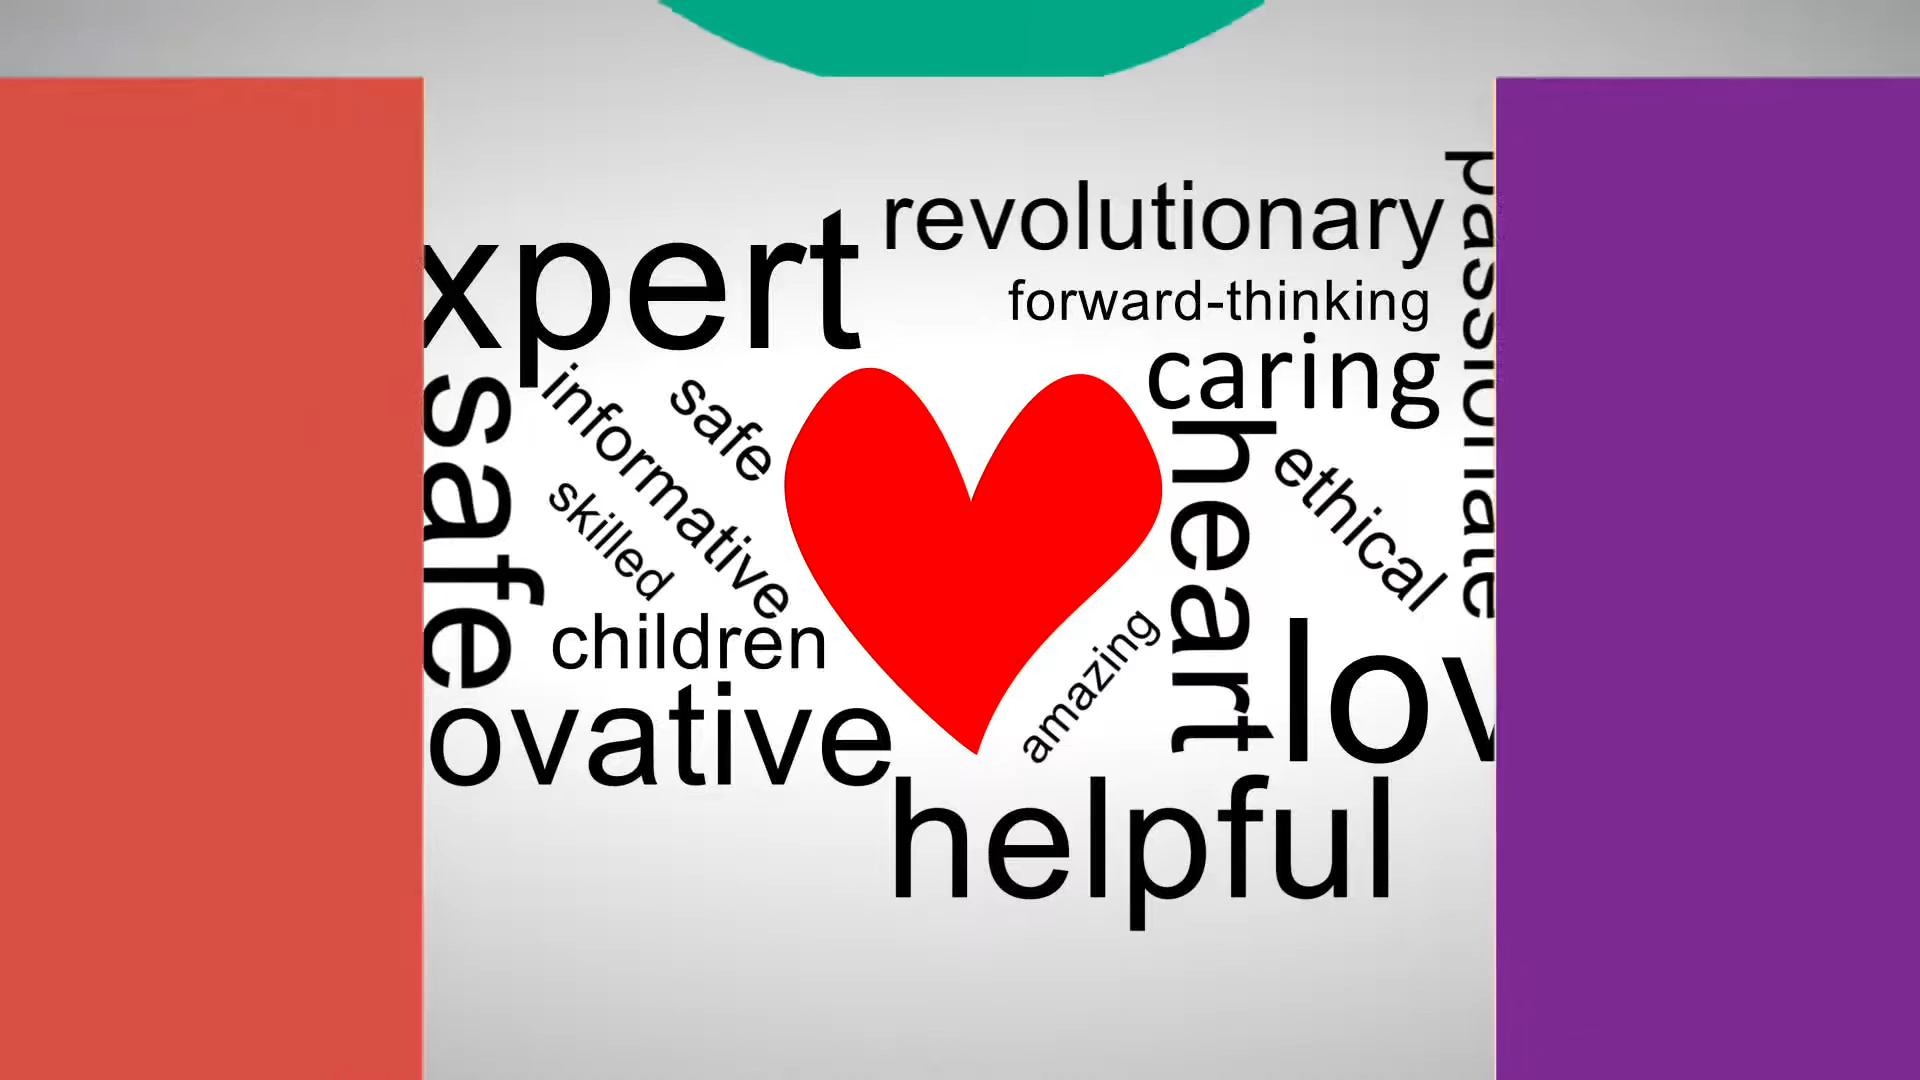 revolutionary
xpert
forward-thinking
caring
passionate
safe
informative
safe
skilled
heart
ethical
children
amazing
lov
ovative
helpful